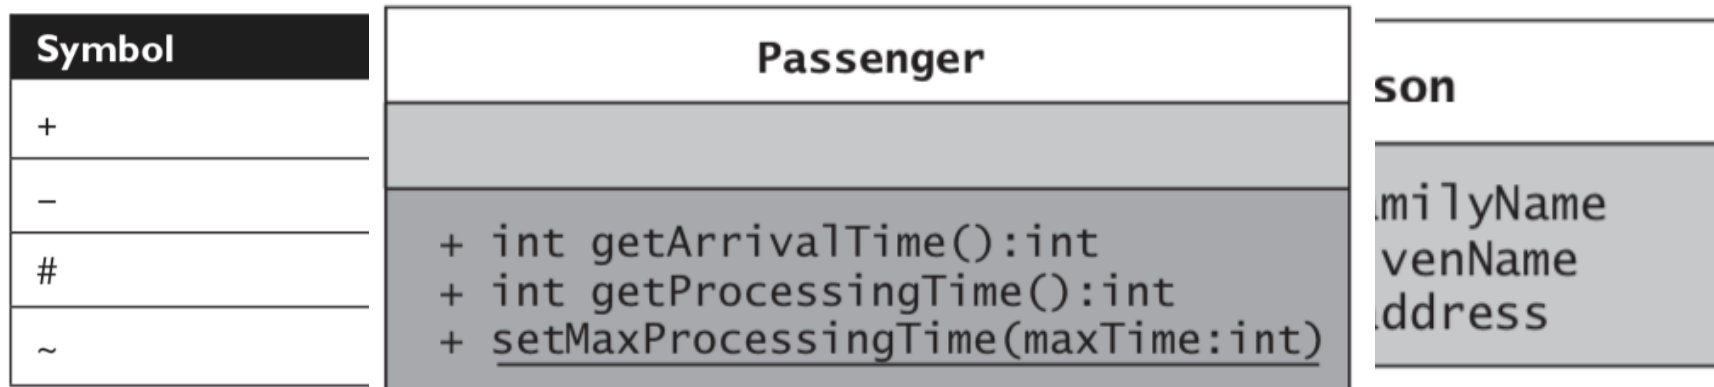 Symbol
+
–
#
~
Passenger
+ int getArrivalTime():int
+ int getProcessingTime():int
+ setMaxProcessingTime(maxTime:int)
son
milyName
venName
ddress